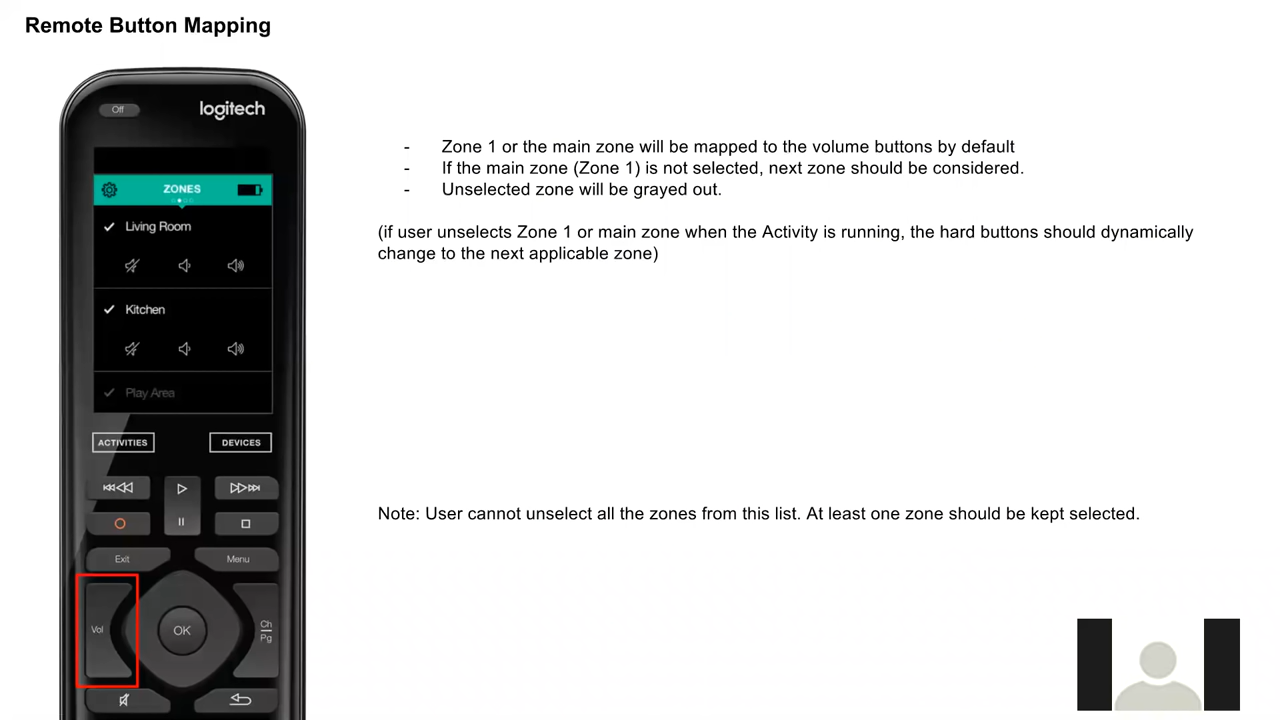 Remote Button Mapping
Off
logitech
ZONES
Living Room
Kitchen
Play Area
ACTIVITIES
DEVICES
Exit
Menu
Vol
OK
Ch
Pg
- Zone 1 or the main zone will be mapped to the volume buttons by default
- If the main zone (Zone 1) is not selected, next zone should be considered.
- Unselected zone will be grayed out.
(if user unselects Zone 1 or main zone when the Activity is running, the hard buttons should dynamically
change to the next applicable zone)
Note: User cannot unselect all the zones from this list. At least one zone should be kept selected.